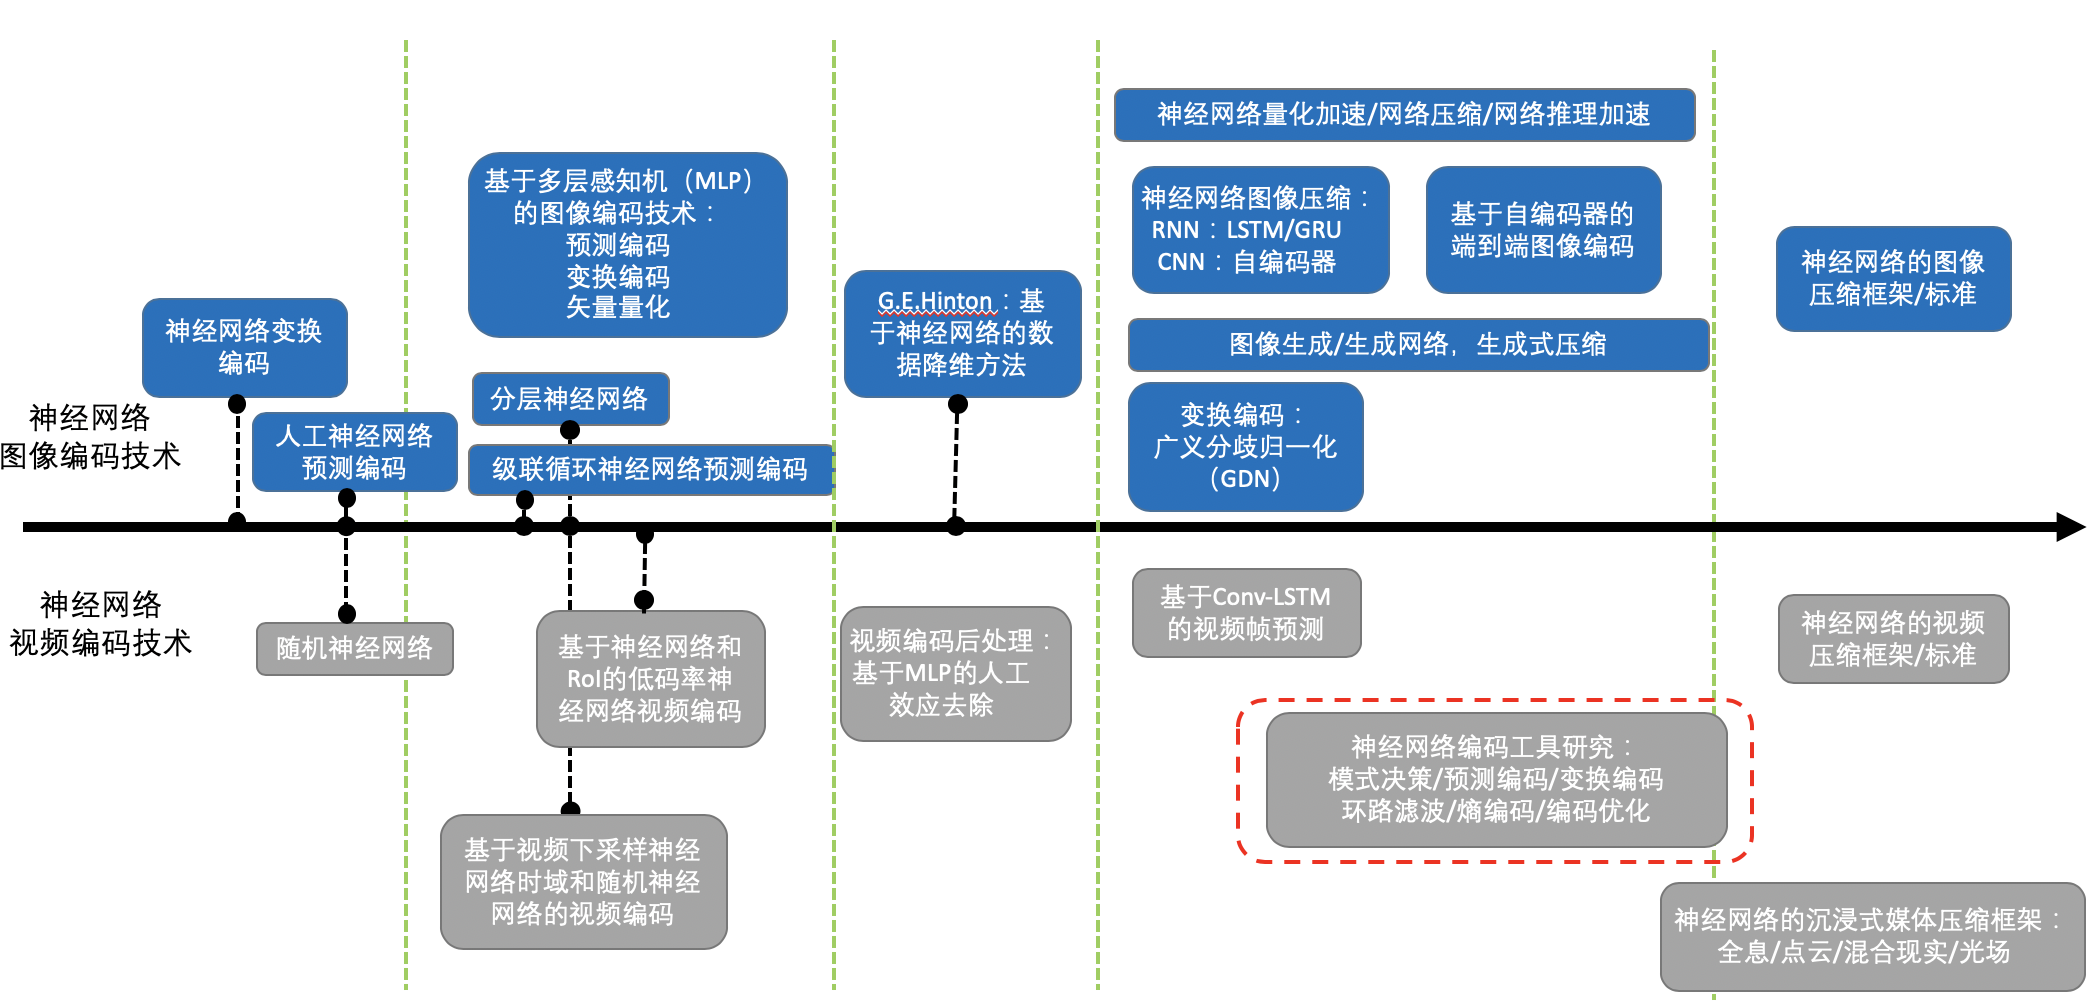 神经网络
图像编码技术
神经网络变换
编码
人工神经网络
预测编码
基于多层感知机（MLP）
的图像编码技术：
预测编码
变换编码
矢量量化
分层神经网络
级联循环神经网络预测编码
G.E.Hinton：基
于神经网络的数
据降维方法
神经网络量化加速/网络压缩/网络推理加速
神经网络图像压缩：
RNN：LSTM/GRU
CNN：自编码器
基于自编码器的
端到端图像编码
图像生成/生成网络，生成式压缩
变换编码：
广义分歧归一化
（GDN）
神经网络的图像
压缩框架/标准
神经网络
视频编码技术
随机神经网络
基于神经网络和
RoI的低码率神
经网络视频编码
基于视频下采样神经
网络时域和随机神经
网络的视频编码
视频编码后处理：
基于MLP的人工
效应去除
基于Conv-LSTM
的视频帧预测
神经网络编码工具研究：
模式决策/预测编码/变换编码
环路滤波/熵编码/编码优化
神经网络的视频
压缩框架/标准
神经网络的沉浸式媒体压缩框架：
全息/点云/混合现实/光场